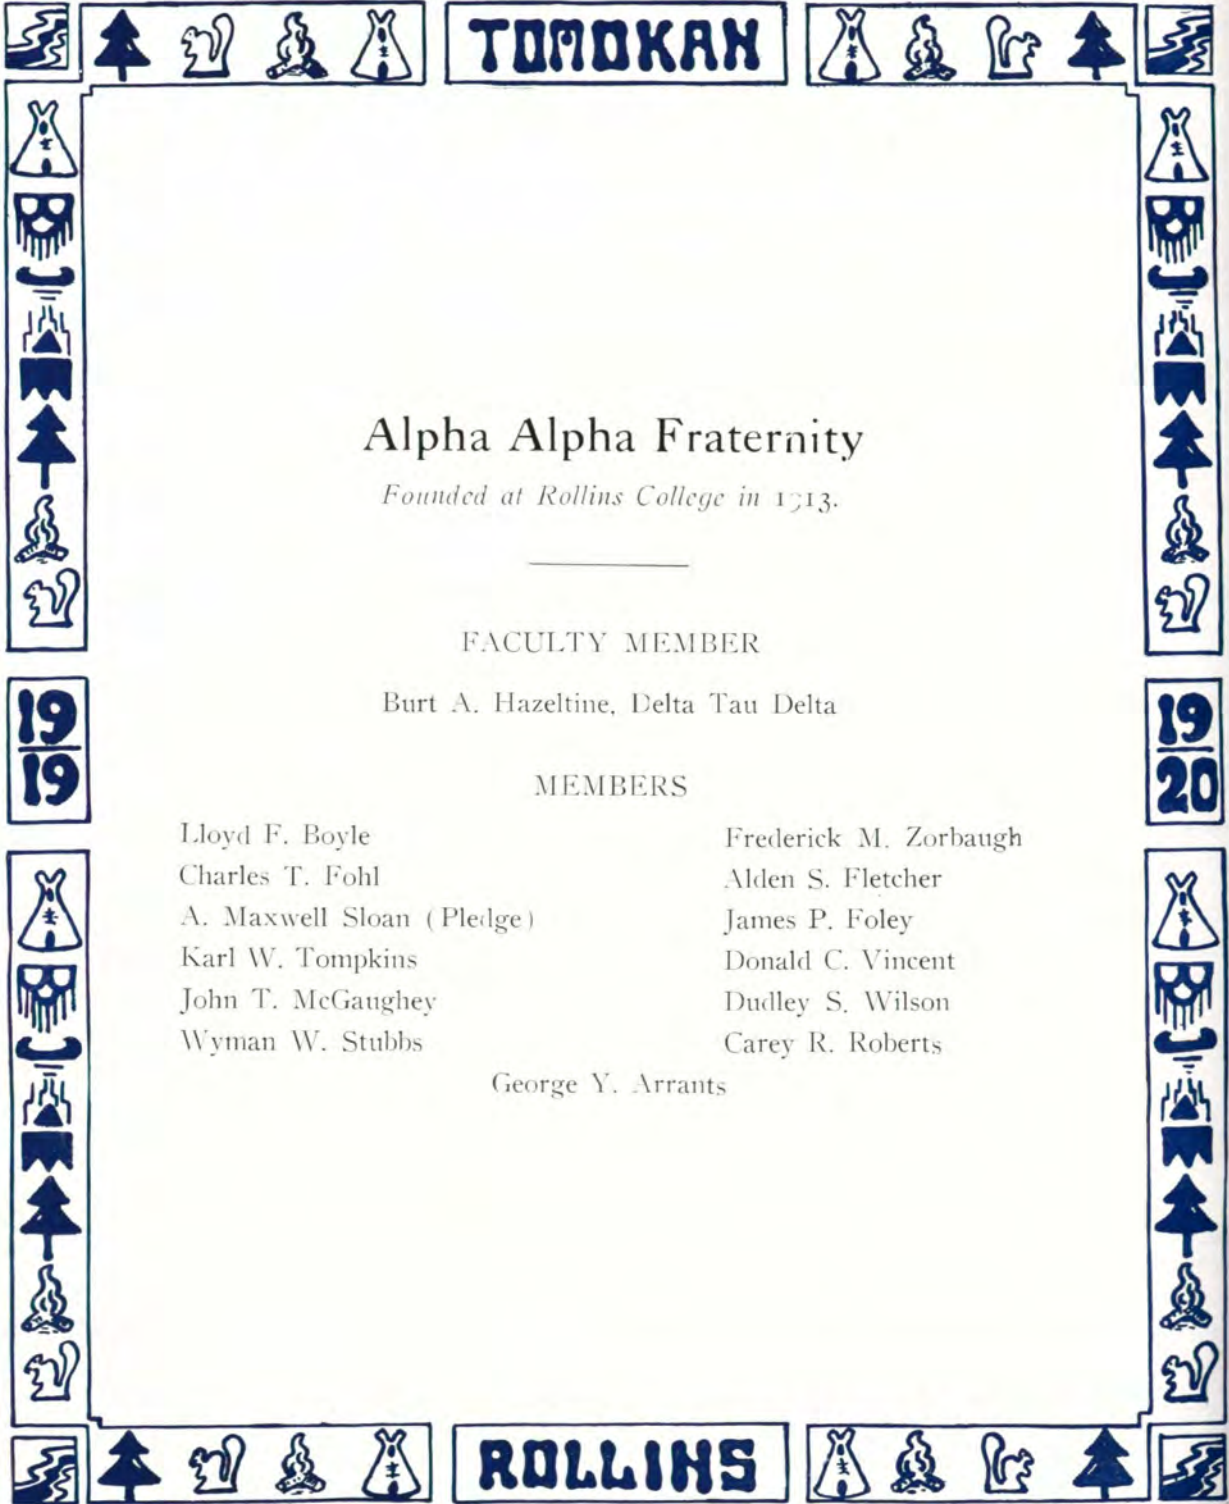 TOMOKAN
Alpha Alpha Fraternity
Founded at Rollins College in 1913.
FACULTY MEMBER
Burt A. Hazeltine, Delta Tau Delta
19
19
19
20
MEMBERS
Lloyd F. Boyle
Charles T. Fohl
A. Maxwell Sloan (Pledge)
Karl W. Tompkins
John T. McGaughey
Wyman W. Stubbs
Frederick M. Zorbaugh
Alden S. Fletcher
James P. Foley
Donald C. Vincent
Dudley S. Wilson
Carey R. Roberts
George Y. Arrants
ROLLINS